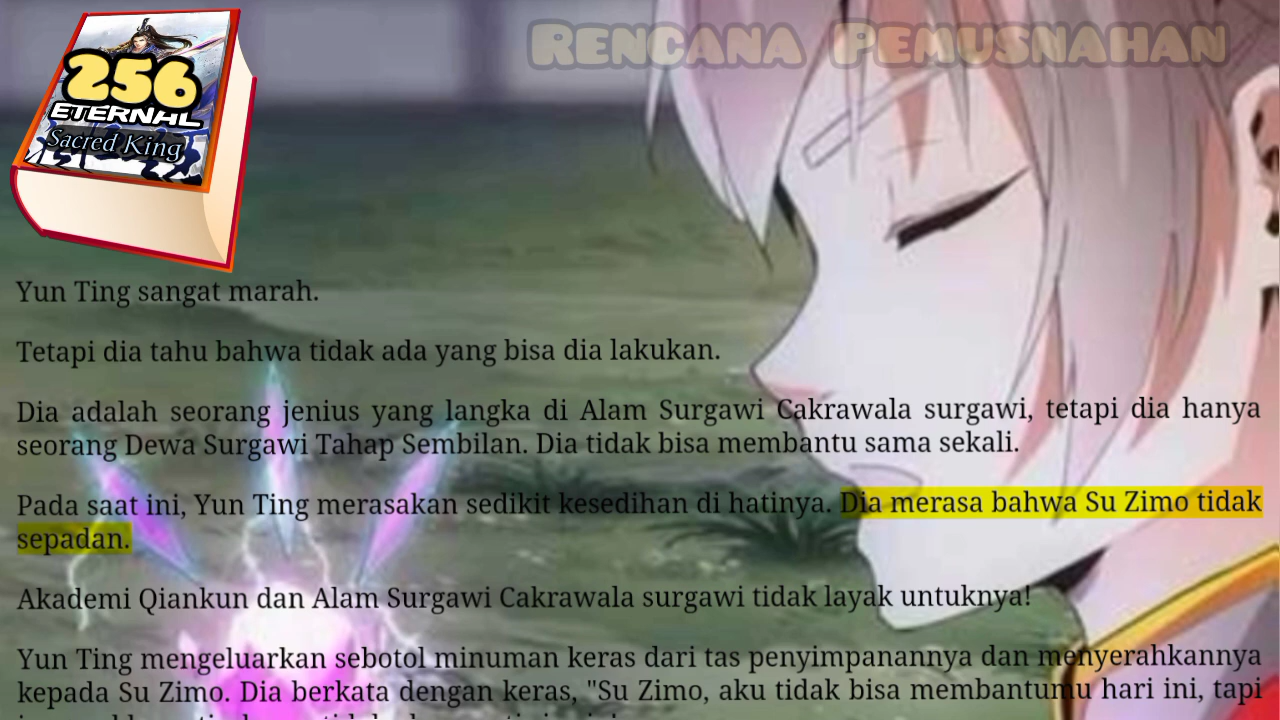 256
ETERNAL
Sacred King
RENCANA PEMUSNAHAN
Yun Ting sangat marah.
Tetapi dia tahu bahwa tidak ada yang bisa dia lakukan.
Dia adalah seorang jenius yang langka di Alam Surgawi Cakrawala surgawi, tetapi dia hanya
seorang Dewa Surgawi Tahap Sembilan. Dia tidak bisa membantu sama sekali.
Pada saat ini, Yun Ting merasakan sedikit kesedihan di hatinya. Dia merasa bahwa Su Zimo tidak
sepadan.
Akademi Qiankun dan Alam Surgawi Cakrawala surgawi tidak layak untuknya!
Yun Ting mengeluarkan sebotol minuman keras dari tas penyimpanannya dan menyerahkannya
kepada Su Zimo. Dia berkata dengan keras, "Su Zimo, aku tidak bisa membantumu hari ini, tapi